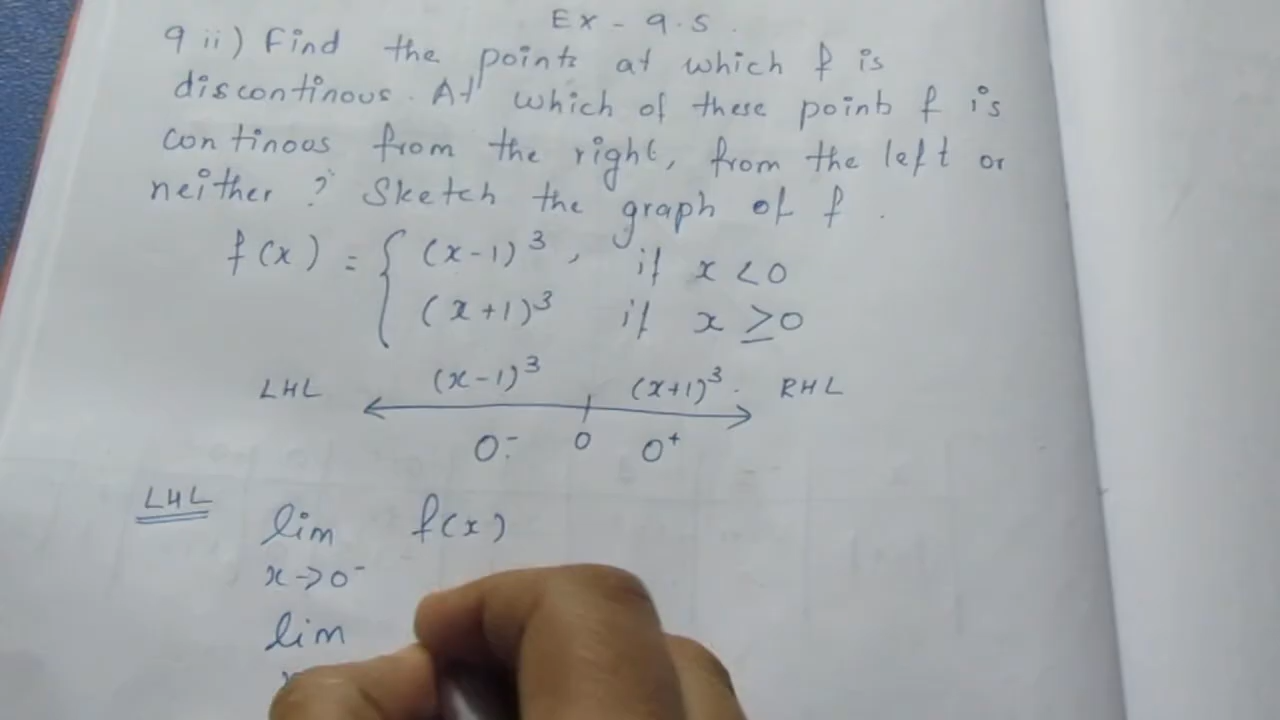 Ex - 9.5.
9 ii) Find the points at which f is
discontinous. At which of these points f is
continoos from the right, from the left or
neither ? Sketch the graph of f.
f(x) = { (x-1)³, if x < 0
(x+1)³ if x ≥ 0
LHL (x-1)³ (x+1)³. RHL
0⁻ 0 0⁺
LHL lim f(x)
x→0⁻
lim